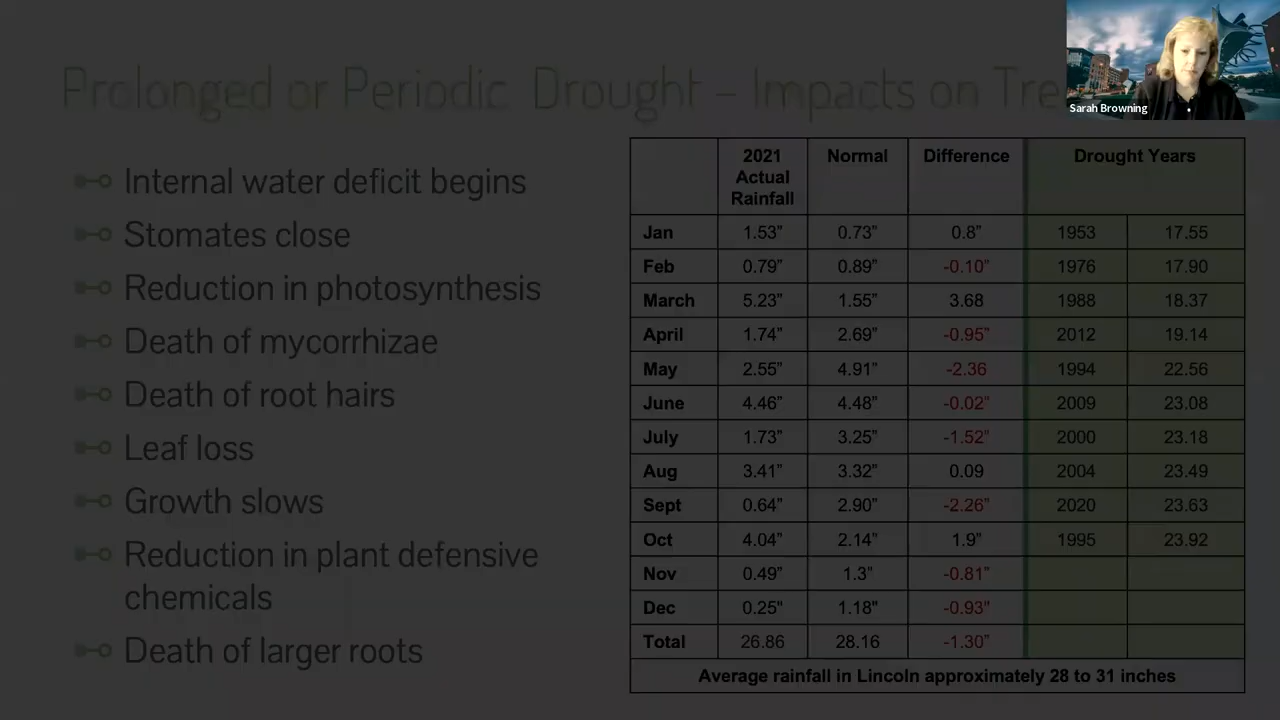 Prolonged or Periodic Drought – Impacts on Tre
Sarah Browning
Internal water deficit begins
Stomates close
Reduction in photosynthesis
Death of mycorrhizae
Death of root hairs
Leaf loss
Growth slows
Reduction in plant defensive
chemicals
Death of larger roots
2021 Actual Rainfall Normal Difference Drought Years
Jan 1.53” 0.73” 0.8” 1953 17.55
Feb 0.79” 0.89” -0.10” 1976 17.90
March 5.23” 1.55” 3.68 1988 18.37
April 1.74” 2.69” -0.95” 2012 19.14
May 2.55” 4.91” -2.36 1994 22.56
June 4.46” 4.48” -0.02” 2009 23.08
July 1.73” 3.25” -1.52” 2000 23.18
Aug 3.41” 3.32” 0.09 2004 23.49
Sept 0.64” 2.90” -2.26” 2020 23.63
Oct 4.04” 2.14” 1.9” 1995 23.92
Nov 0.49” 1.3” -0.81”
Dec 0.25” 1.18” -0.93”
Total 26.86 28.16 -1.30”
Average rainfall in Lincoln approximately 28 to 31 inches